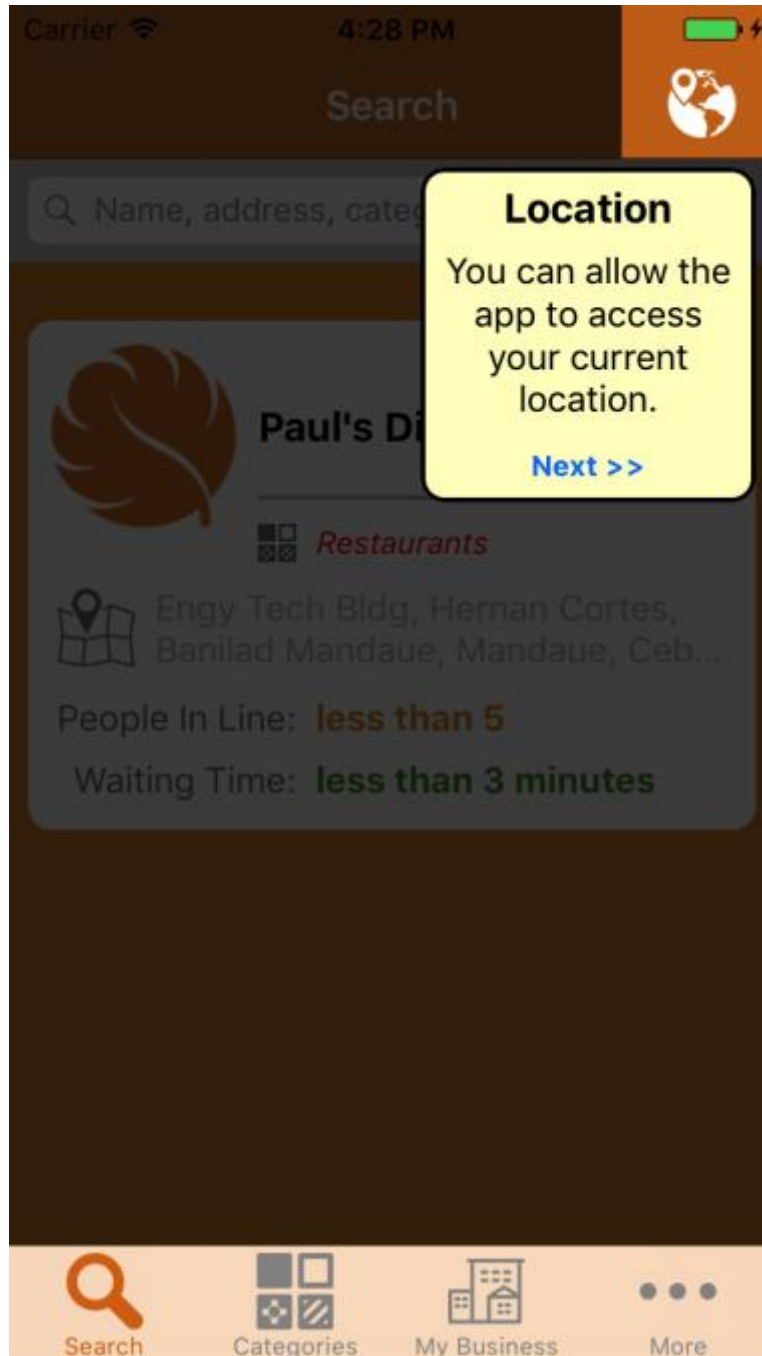 Carrier 4:28 PM
Search
Name, address, categ
Location
You can allow the
app to access
your current
location.
Next >>
Paul's Di
Restaurants
Engy Tech Bldg, Hernan Cortes,
Banilad Mandaue, Mandaue, Ceb...
People In Line: less than 5
Waiting Time: less than 3 minutes
Search Categories My Business More